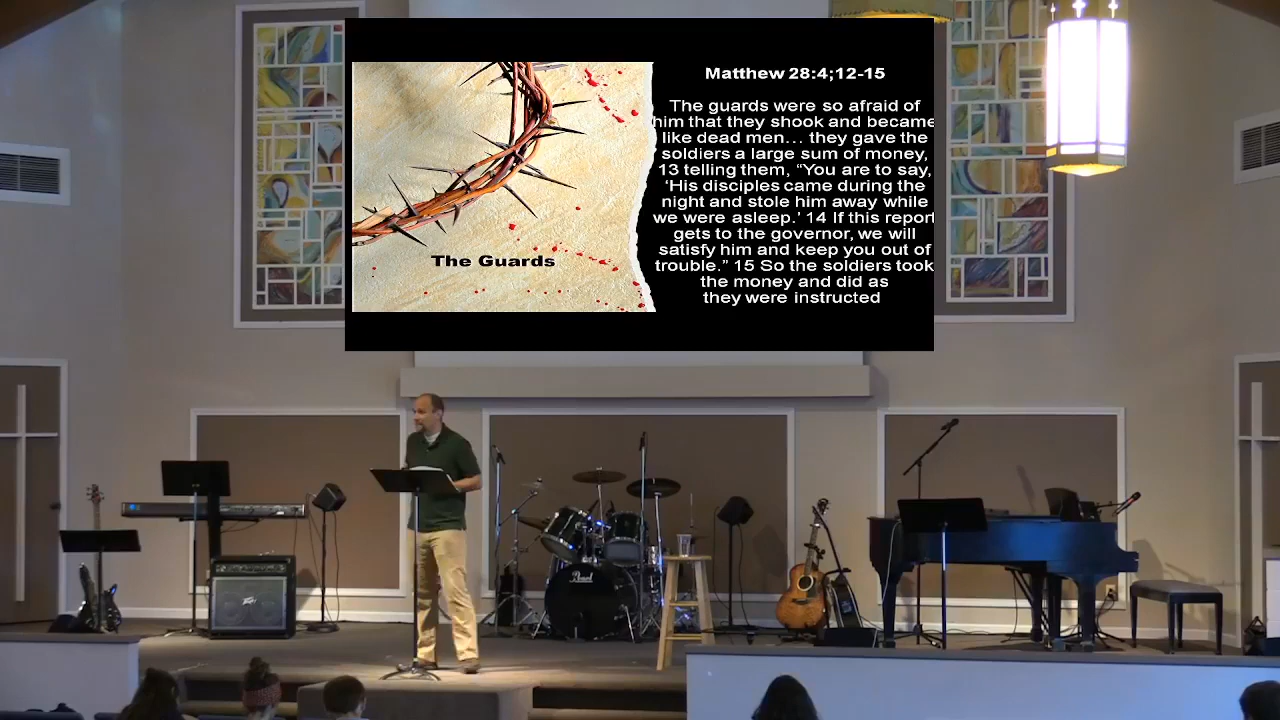 Matthew 28:4;12-15
The guards were so afraid of
him that they shook and became
like dead men... they gave the
soldiers a large sum of money,
13 telling them, “You are to say,
‘His disciples came during the
night and stole him away while
we were asleep.’ 14 If this report
gets to the governor, we will
satisfy him and keep you out of
trouble.” 15 So the soldiers took
the money and did as
they were instructed
The Guards
Pearl
PEAVEY